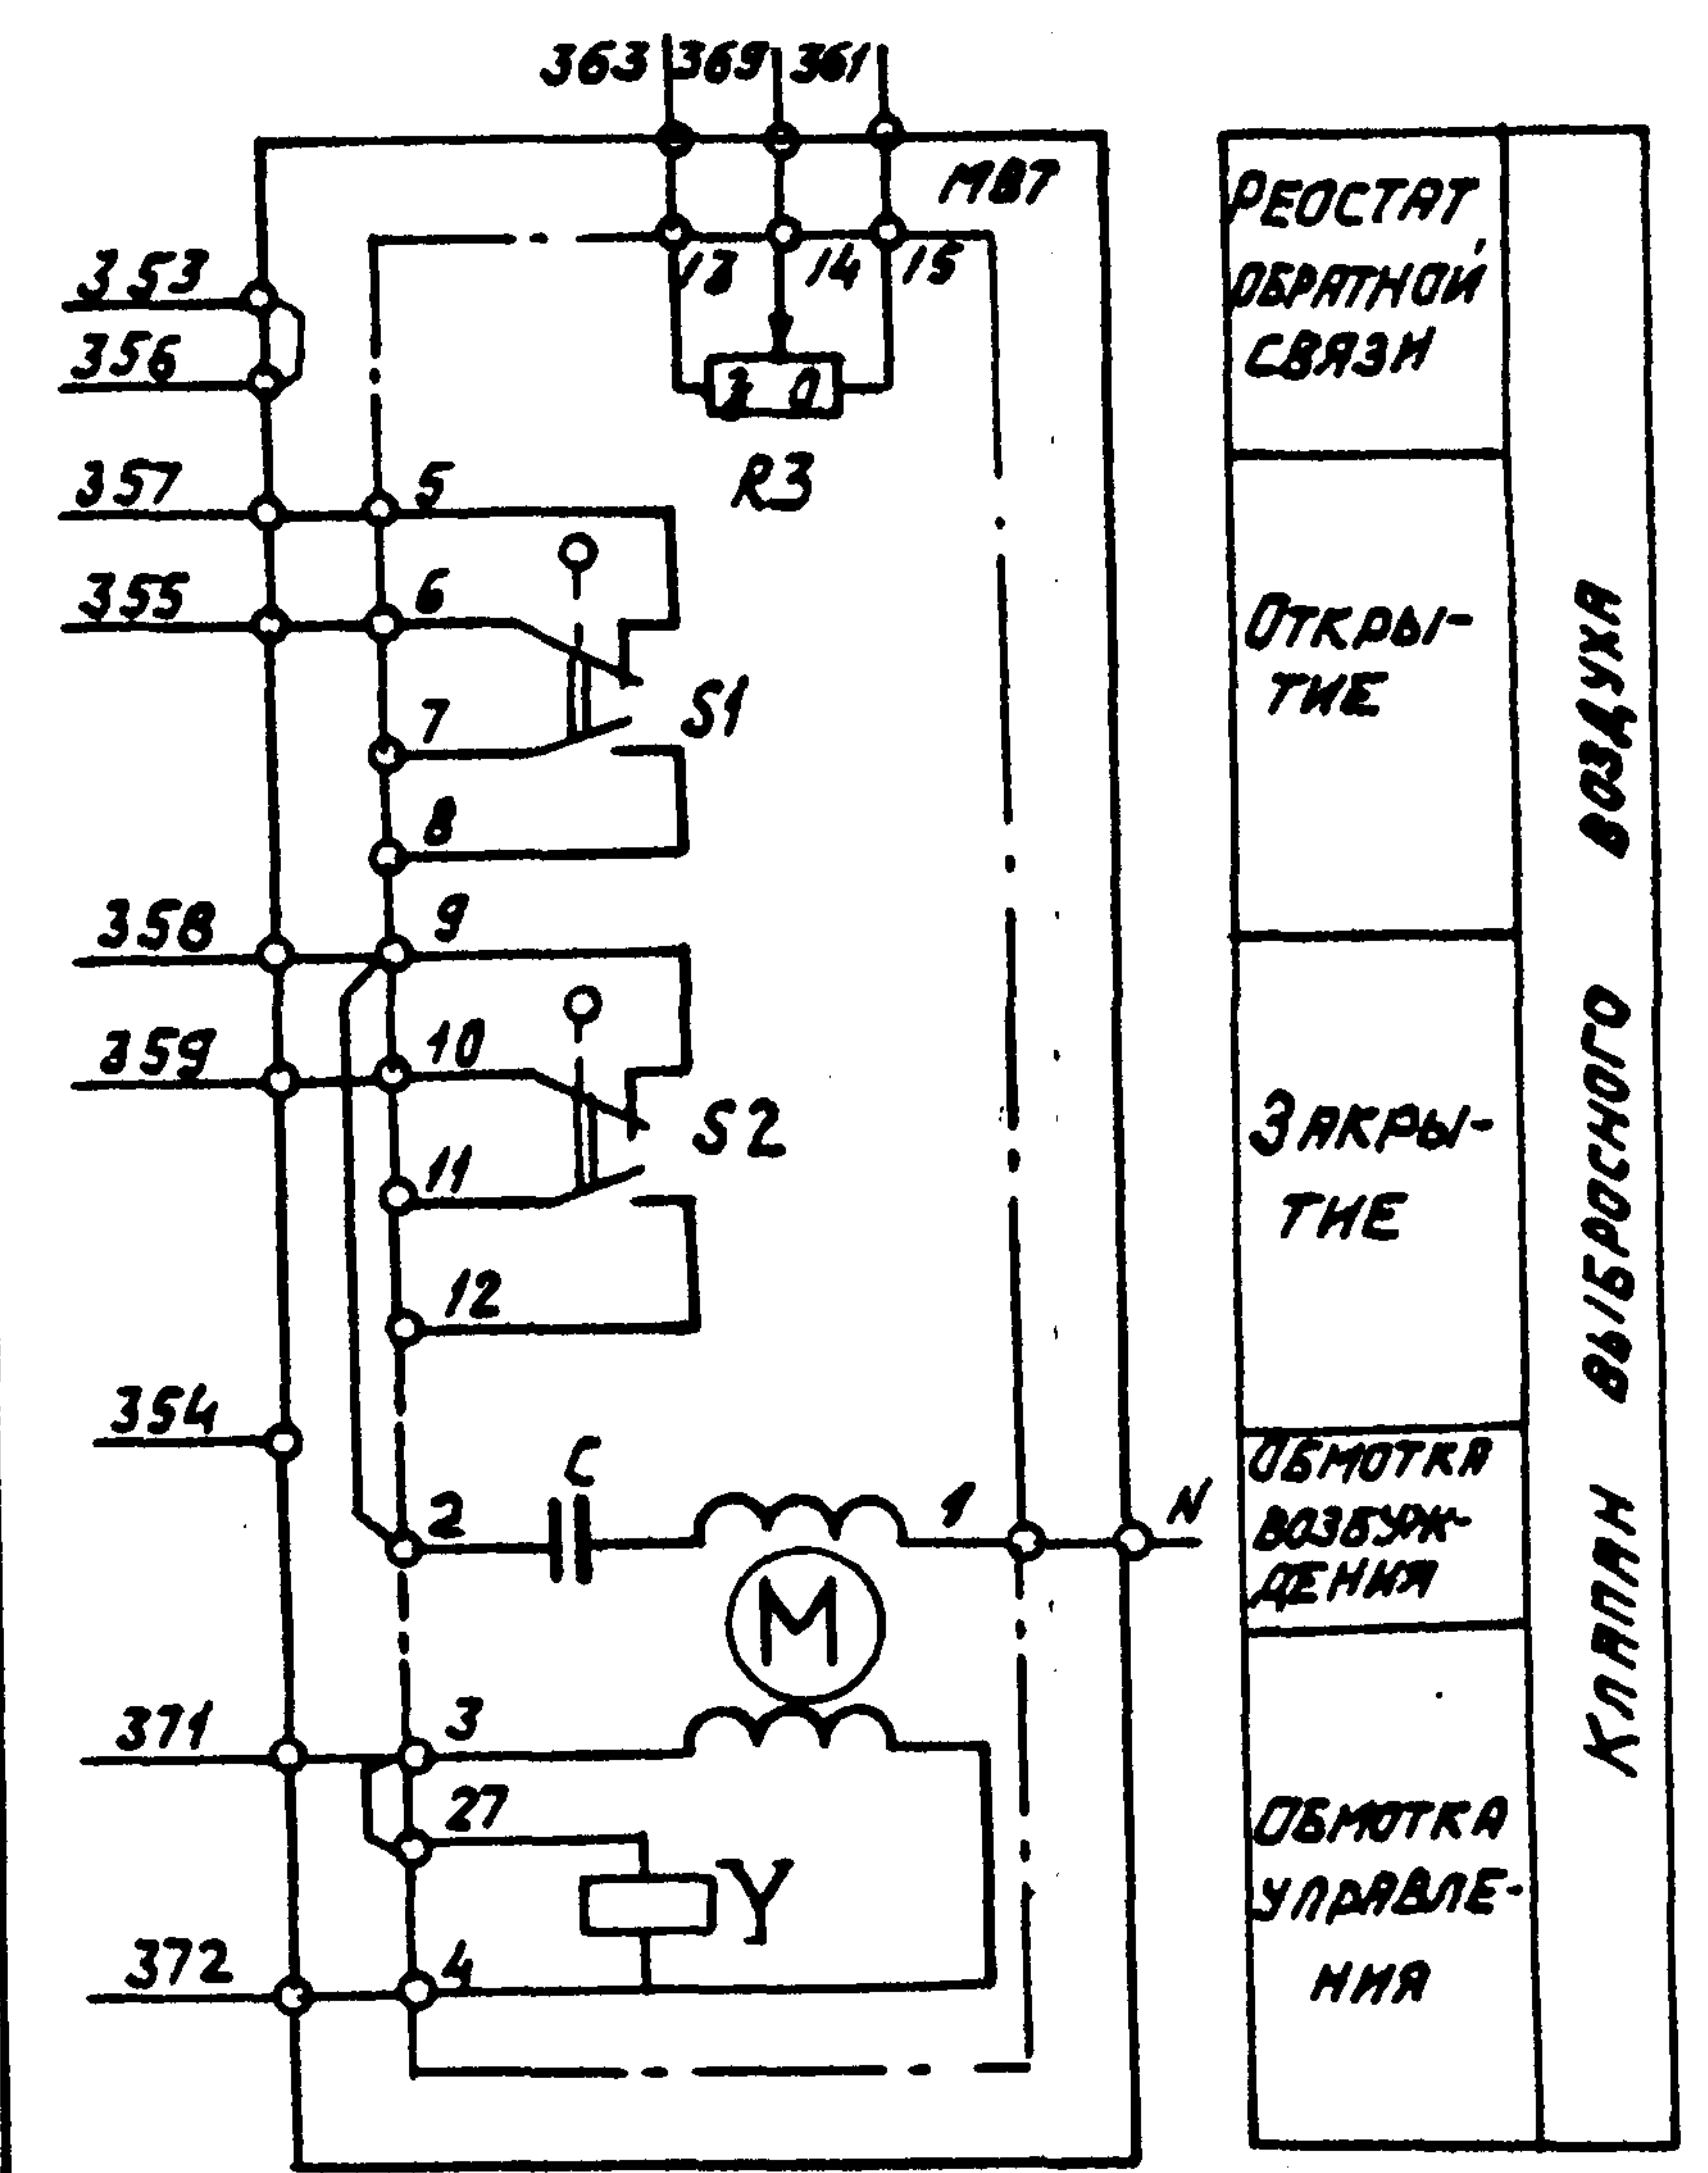 363 369 361
МВ7
13 14 15
З О
R3
353
356
357
5
355
6
S1
7
8
358
9
359
10
S2
11
12
354
C
2
1
N
M
371
3
27
Y
372
4
РЕОСТАТ
ОБРАТНОЙ
СВЯЗИ
ОТКРЫ-
ТИЕ
ЗАКРЫ-
ТИЕ
ОБМОТКА
ВОЗБУЖ-
ДЕНИЯ
ОБМОТКА
УПРАВЛЕ-
НИЯ
КЛАПАН ВЫБРОСНОГО ВОЗДУХА